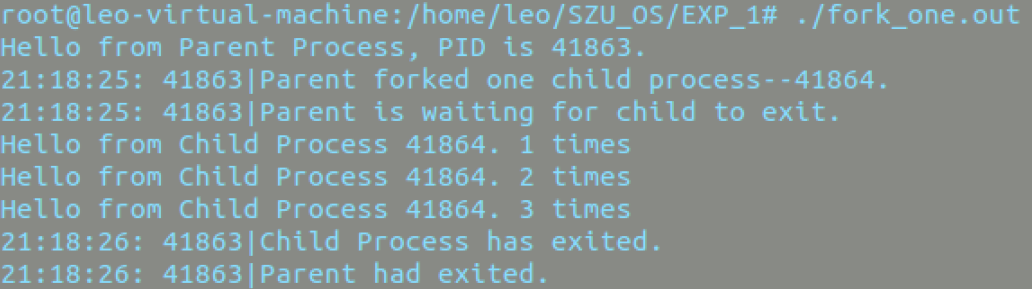 root@leo-virtual-machine:/home/leo/SZU_OS/EXP_1# ./fork_one.out
Hello from Parent Process, PID is 41863.
21:18:25: 41863|Parent forked one child process--41864.
21:18:25: 41863|Parent is waiting for child to exit.
Hello from Child Process 41864. 1 times
Hello from Child Process 41864. 2 times
Hello from Child Process 41864. 3 times
21:18:26: 41863|Child Process has exited.
21:18:26: 41863|Parent had exited.